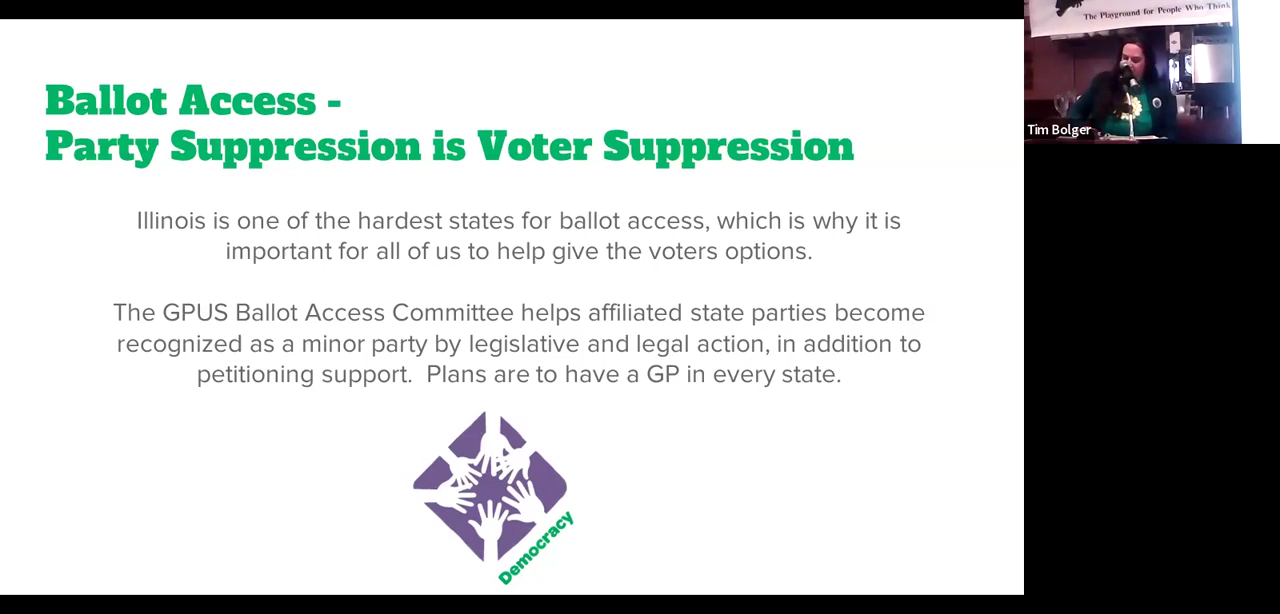 Ballot Access -
Party Suppression is Voter Suppression
Illinois is one of the hardest states for ballot access, which is why it is
important for all of us to help give the voters options.
The GPUS Ballot Access Committee helps affiliated state parties become
recognized as a minor party by legislative and legal action, in addition to
petitioning support.  Plans are to have a GP in every state.
Democracy
The Playground for People Who Think
Tim Bolger